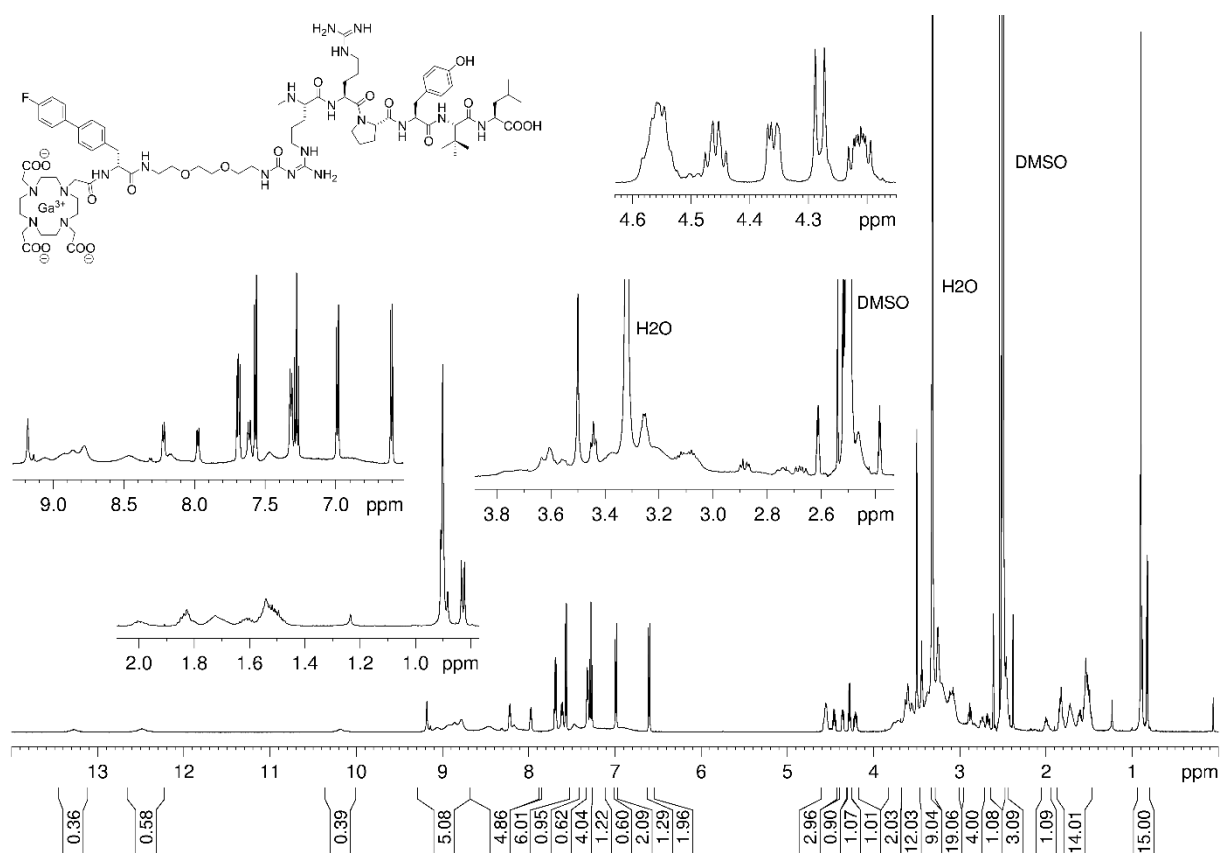 H₂N NH
HN
OH
N
H O
N
H O
N
O
N
H O
H
N
O
N
H
COOH
F
⊖
COO
H
N
O
H
N
O
O
H
N
O
N
NH
NH₂
O
N N
Ga³⁺
N N
COO
⊖
COO
⊖
DMSO
4.6 4.5 4.4 4.3 ppm
H2O
H2O
DMSO
9.0 8.5 8.0 7.5 7.0 ppm
3.8 3.6 3.4 3.2 3.0 2.8 2.6 ppm
2.0 1.8 1.6 1.4 1.2 1.0 ppm
13 12 11 10 9 8 7 6 5 4 3 2 1 ppm
0.36 0.58 0.39 5.08 4.86 6.01 0.95 0.62 4.04 1.22 0.60 2.09 1.29 1.96 2.96 0.90 1.07 1.01 2.03 12.03 9.04 19.06 4.00 1.08 3.09 1.09 14.01 15.00